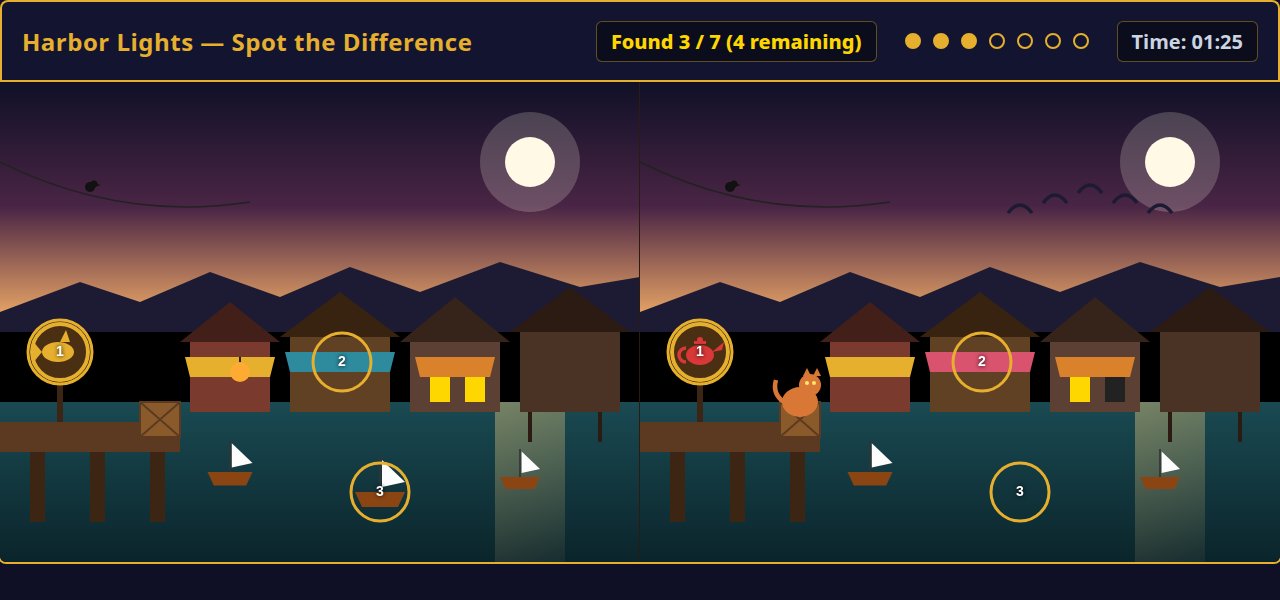 Harbor Lights — Spot the Difference
Found 3 / 7 (4 remaining)
Time: 01:25
1
2
3
1
2
3